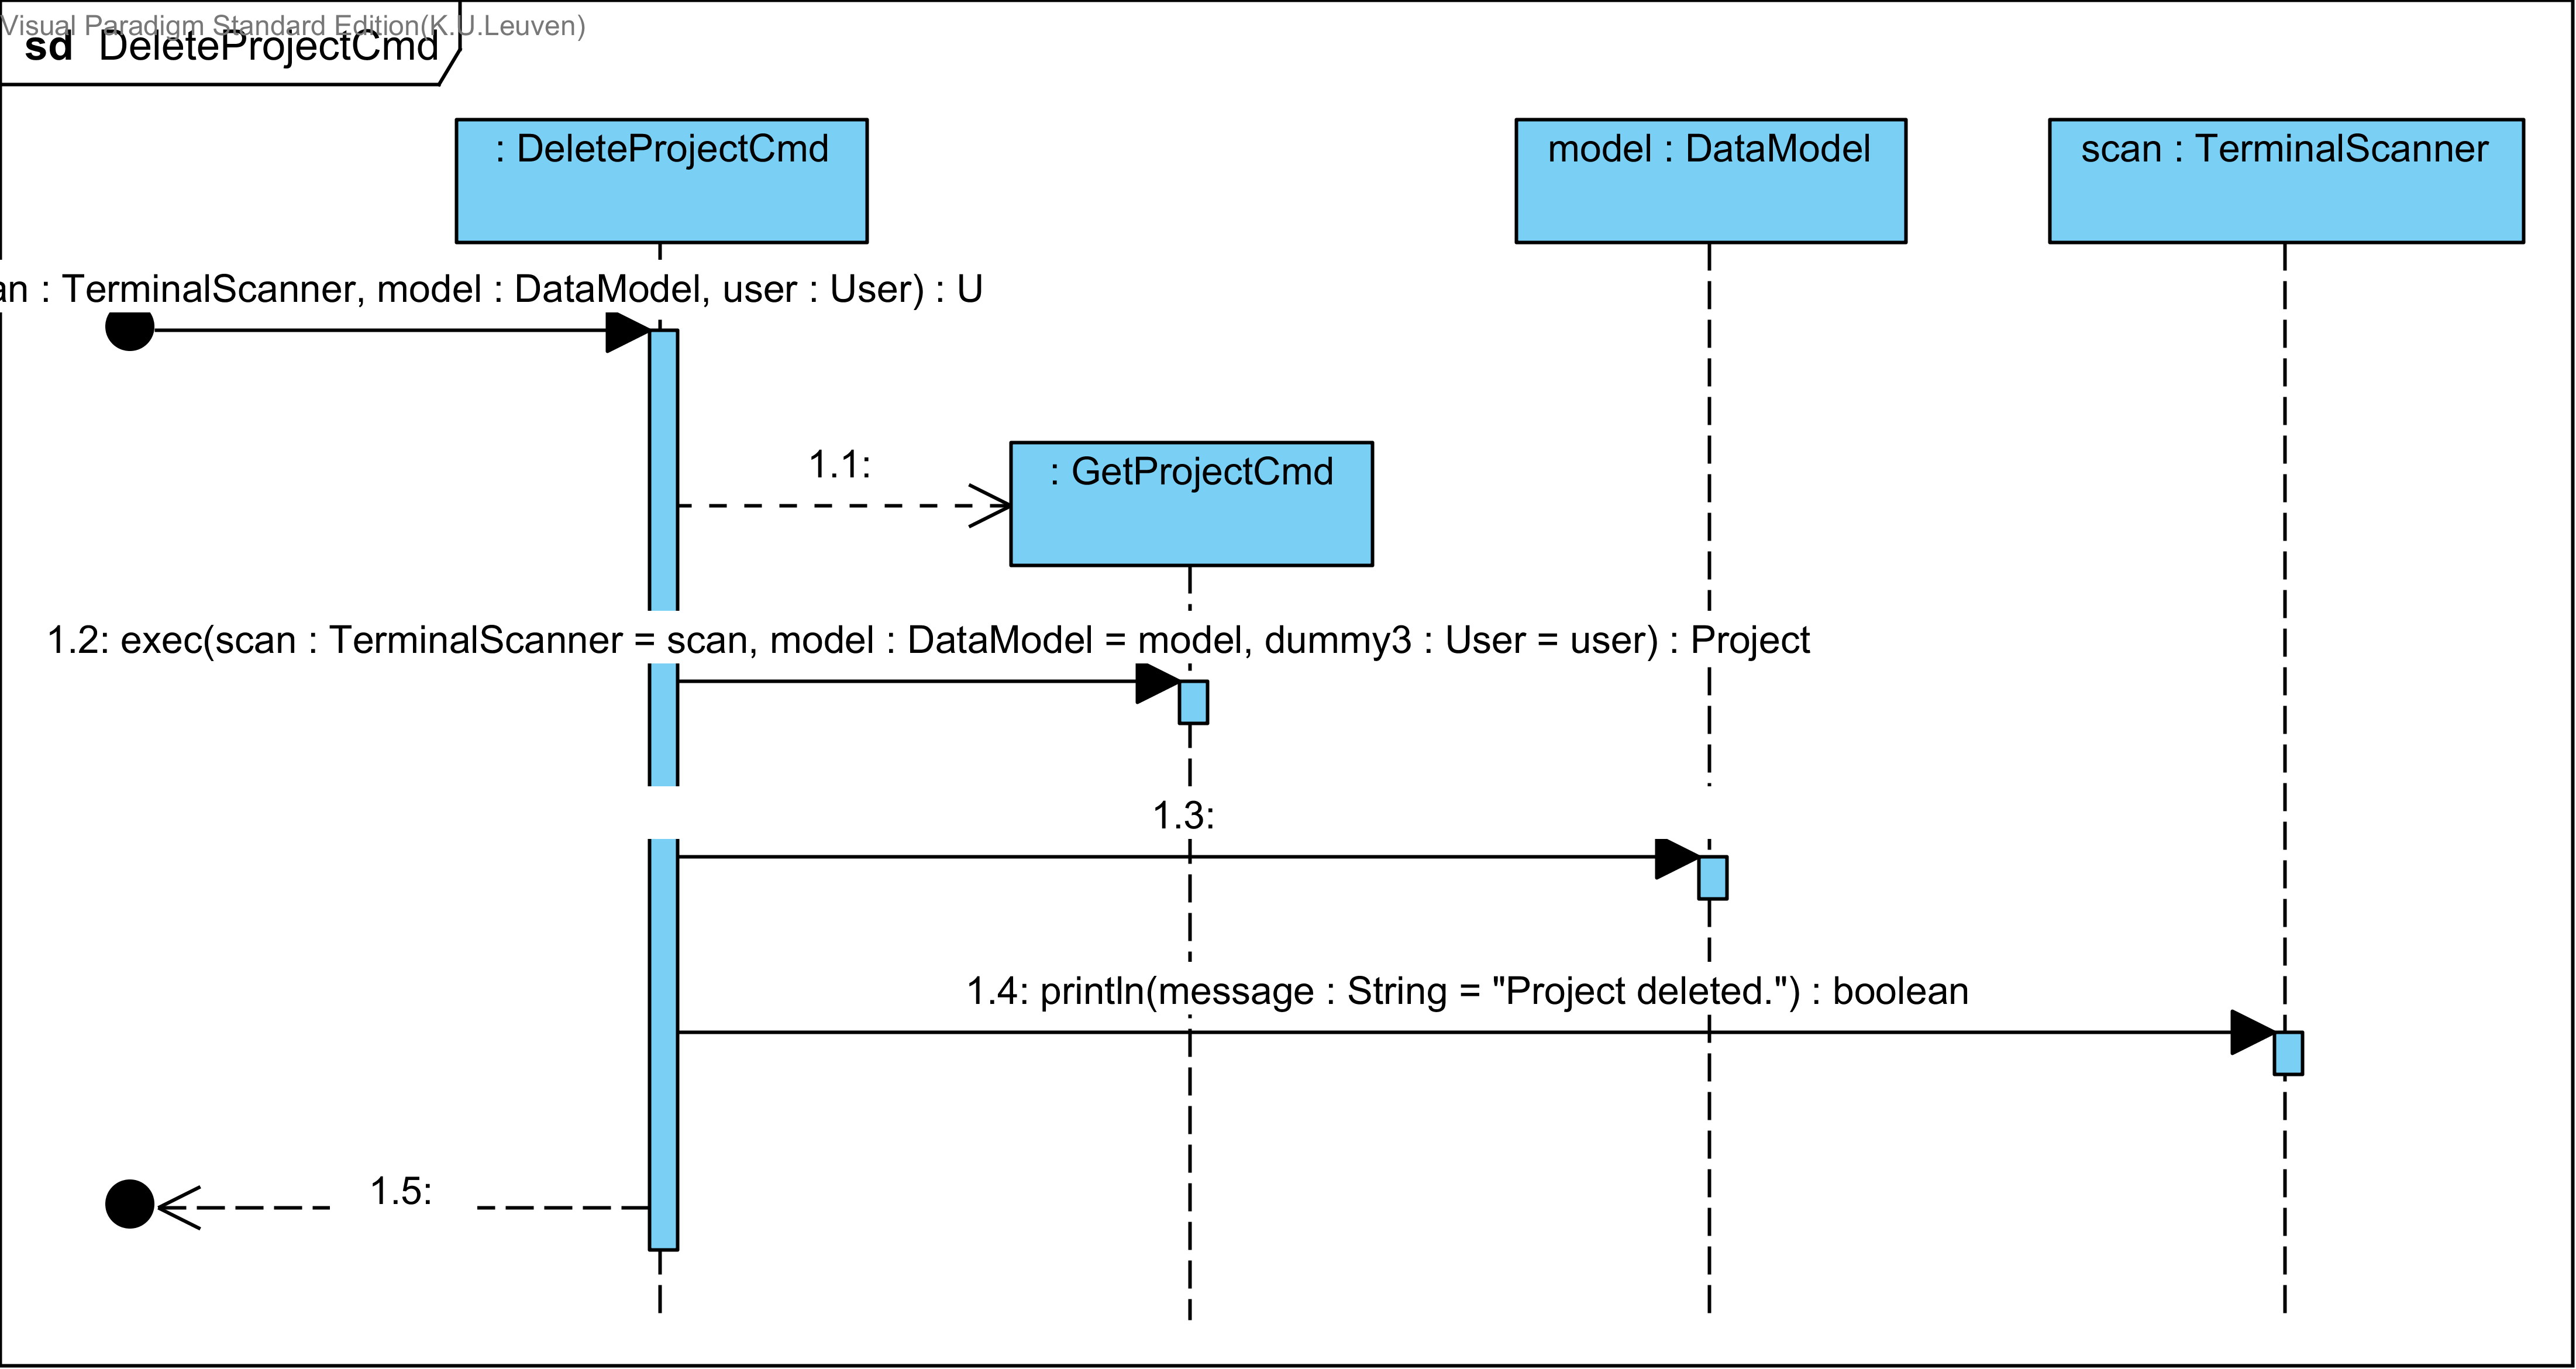 Visual Paradigm Standard Edition(K.U.Leuven)
sd DeleteProjectCmd
: DeleteProjectCmd
model : DataModel
scan : TerminalScanner
an : TerminalScanner, model : DataModel, user : User) : U
1.1:
: GetProjectCmd
1.2: exec(scan : TerminalScanner = scan, model : DataModel = model, dummy3 : User = user) : Project
1.3:
1.4: println(message : String = "Project deleted.") : boolean
1.5: